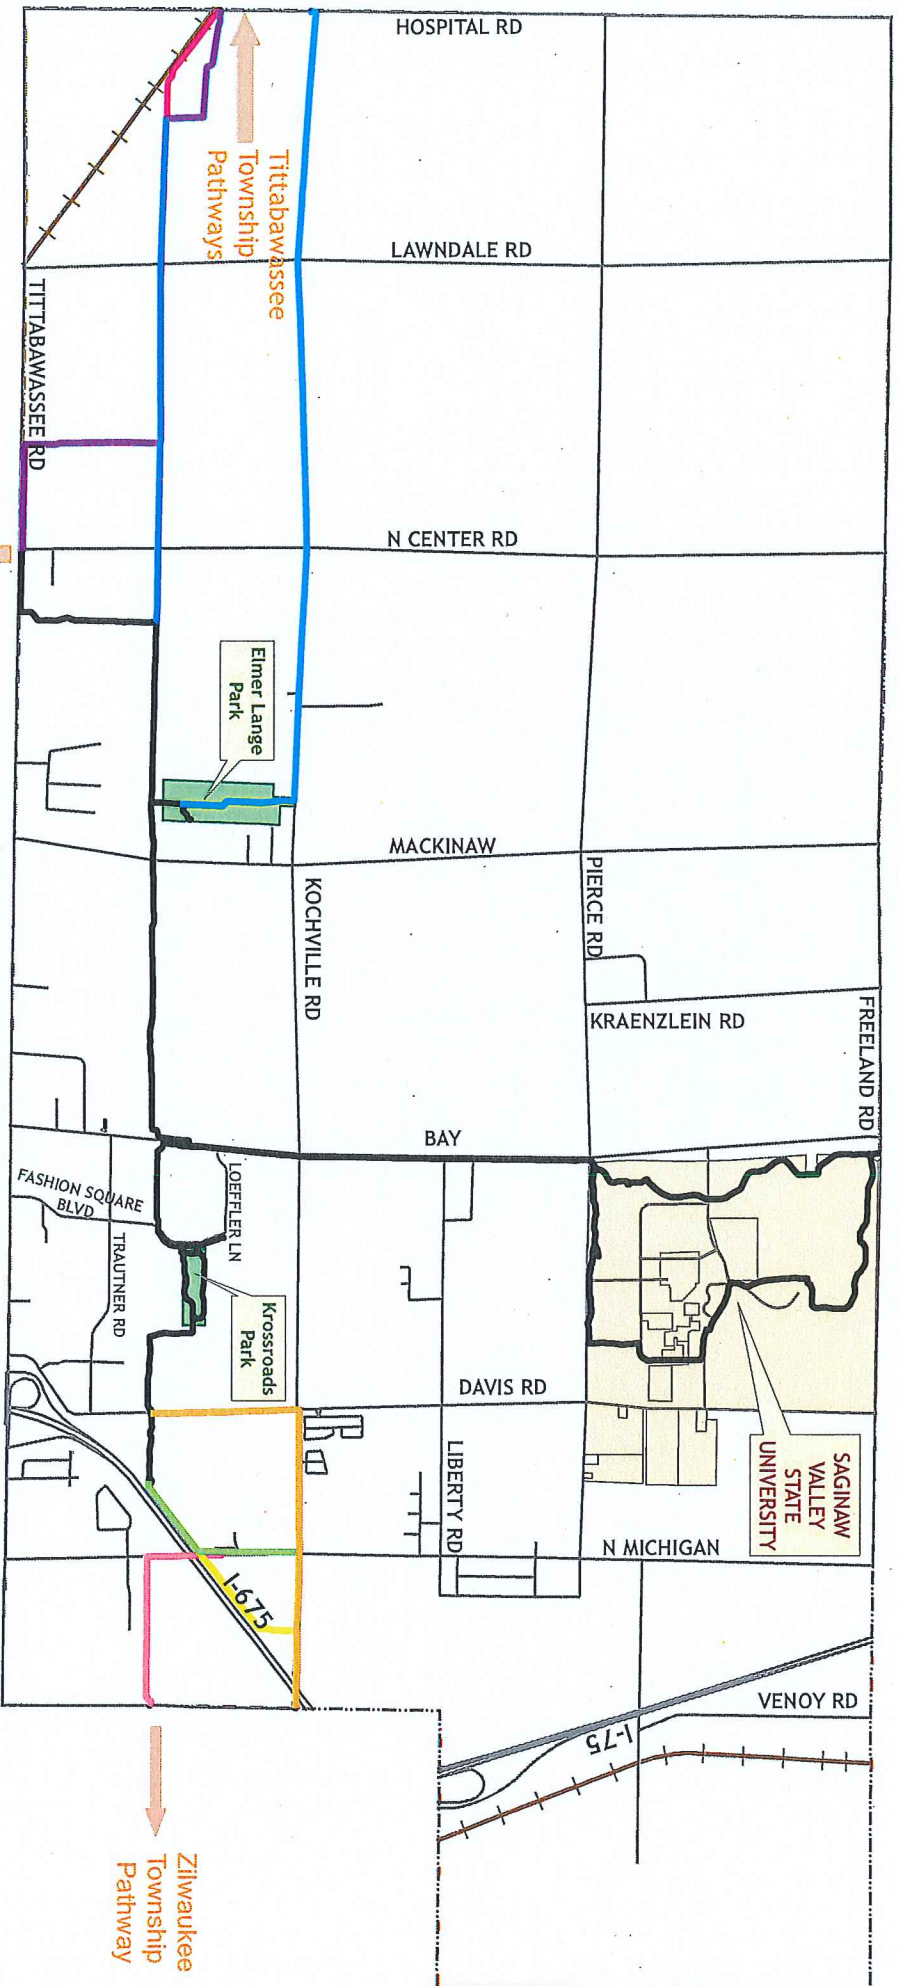 HOSPITAL RD
Tittabawassee
Township
Pathways
LAWNDALE RD
TITTABAWASSEE RD
N CENTER RD
Elmer Lange
Park
MACKINAW
KOCHVILLE RD
PIERCE RD
KRAENZLEIN RD
FREELAND RD
BAY
LOEFFLER LN
FASHION SQUARE
BLVD
TRAUTNER RD
Krossroads
Park
DAVIS RD
LIBERTY RD
SAGINAW
VALLEY
STATE
UNIVERSITY
N MICHIGAN
I-675
VENOY RD
I-75
Zilwaukee
Township
Pathway